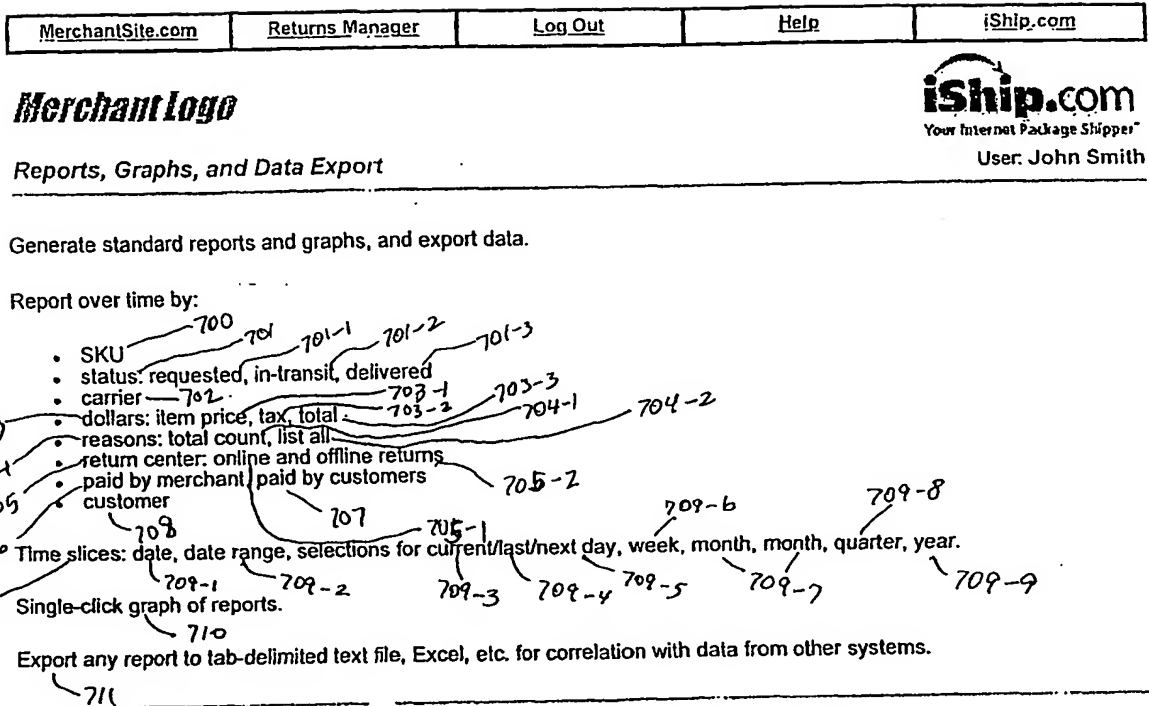 MerchantSite.com Returns Manager Log Out Help iShip.com
MerchantLogo
iShip.com
Your Internet Package Shipper
Reports, Graphs, and Data Export
User: John Smith
Generate standard reports and graphs, and export data.
Report over time by:
700
701 701-1 701-2 701-3
• SKU
• status: requested, in-transit, delivered
• carrier 702
703-1 703-3
• dollars: item price, tax, total 703-2 704-1 704-2
• reasons: total count, list all
• return center: online and offline returns
• paid by merchant, paid by customers 705-2
• customer
708 707 705-1 709-6 709-8
Time slices: date, date range, selections for current/last/next day, week, month, month, quarter, year.
709-1 709-2 709-3 709-4 709-5 709-7 709-9
Single-click graph of reports.
710
Export any report to tab-delimited text file, Excel, etc. for correlation with data from other systems.
711